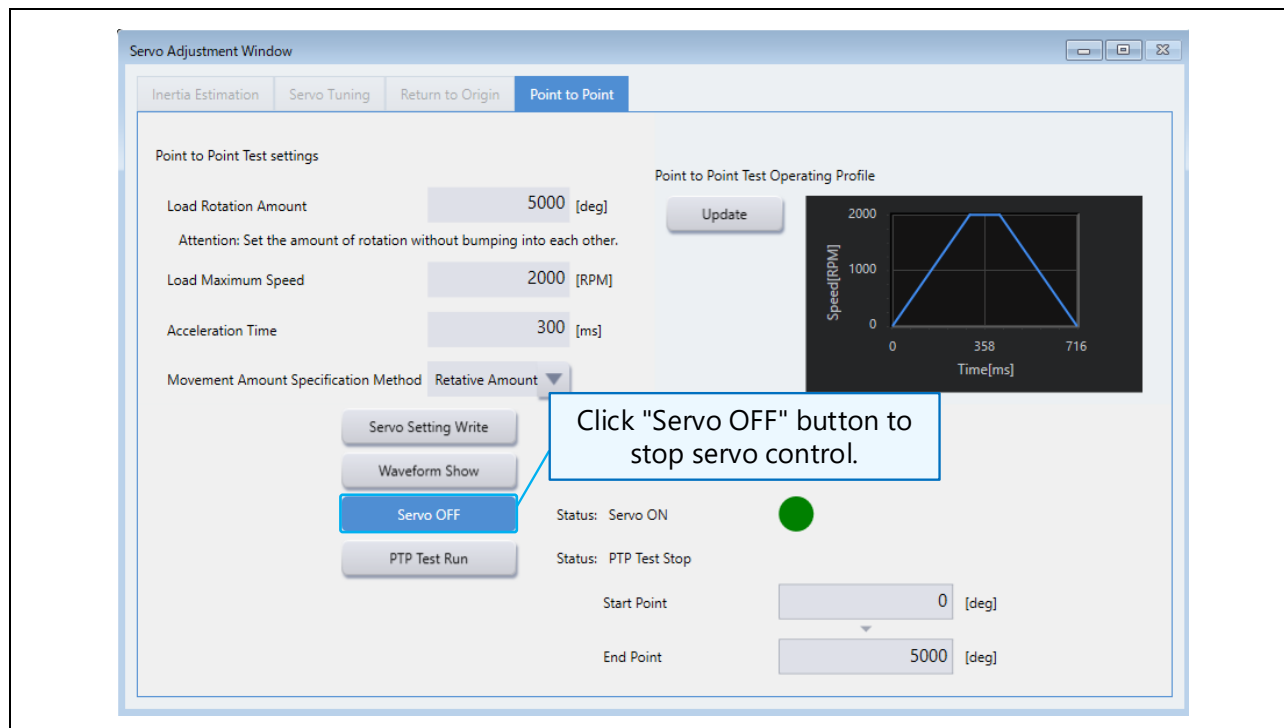 Servo Adjustment Window
Inertia Estimation
Servo Tuning
Return to Origin
Point to Point
Point to Point Test settings
Load Rotation Amount
5000
[deg]
Attention: Set the amount of rotation without bumping into each other.
Load Maximum Speed
2000
[RPM]
Acceleration Time
300
[ms]
Movement Amount Specification Method
Retative Amount
Point to Point Test Operating Profile
Update
Speed[RPM]
2000
1000
0
0
358
716
Time[ms]
Servo Setting Write
Waveform Show
Servo OFF
PTP Test Run
Click "Servo OFF" button to
stop servo control.
Status: Servo ON
Status: PTP Test Stop
Start Point
0
[deg]
End Point
5000
[deg]